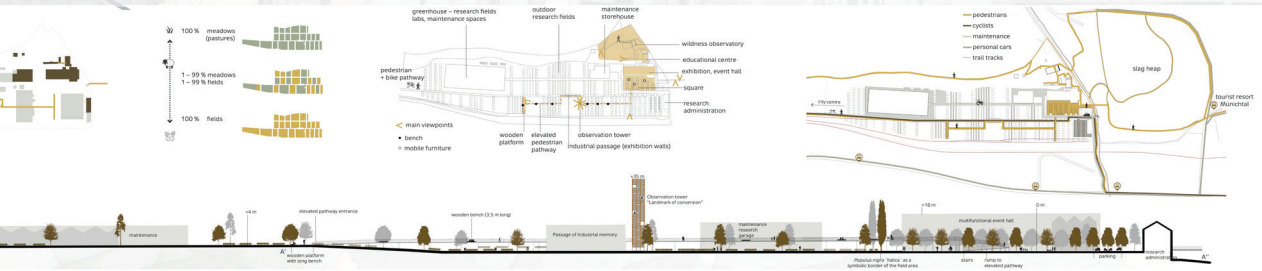 100 % meadows
(pastures)
1 – 99 % meadows
1 – 99 % fields
100 % fields
greenhouse – research fields
labs, maintenance spaces
outdoor
research fields
maintenance
storehouse
wildness observatory
educational centre
exhibition, event hall
square
research
administration
pedestrian
+ bike pathway
main viewpoints
bench
mobile furniture
wooden
platform
elevated
pedestrian
pathway
observation tower
industrial passage (exhibition walls)
pedestrians
cyclists
maintenance
personal cars
trail tracks
slag heap
tourist resort
Münichtal
city centre
maintenance
+4 m
elevated pathway entrance
A'
wooden platform
with long bench
wooden bench (3,5 m long)
Passage of industrial memory
+35 m
Observation tower
"Landmark of conversion"
maintenance
research
garage
Populus nigra 'Italica' as
symbolic border of the field area
+18 m
multifunctional event hall
0 m
stairs
ramp to
elevated pathway
parking
research
administration
A''